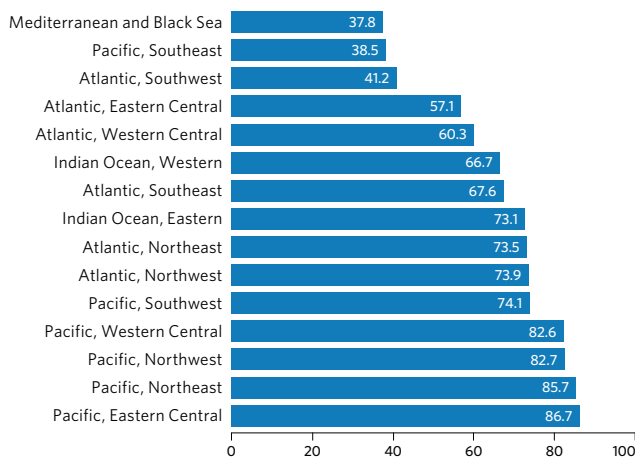 Mediterranean and Black Sea 37.8
Pacific, Southeast 38.5
Atlantic, Southwest 41.2
Atlantic, Eastern Central 57.1
Atlantic, Western Central 60.3
Indian Ocean, Western 66.7
Atlantic, Southeast 67.6
Indian Ocean, Eastern 73.1
Atlantic, Northeast 73.5
Atlantic, Northwest 73.9
Pacific, Southwest 74.1
Pacific, Western Central 82.6
Pacific, Northwest 82.7
Pacific, Northeast 85.7
Pacific, Eastern Central 86.7
0 20 40 60 80 100